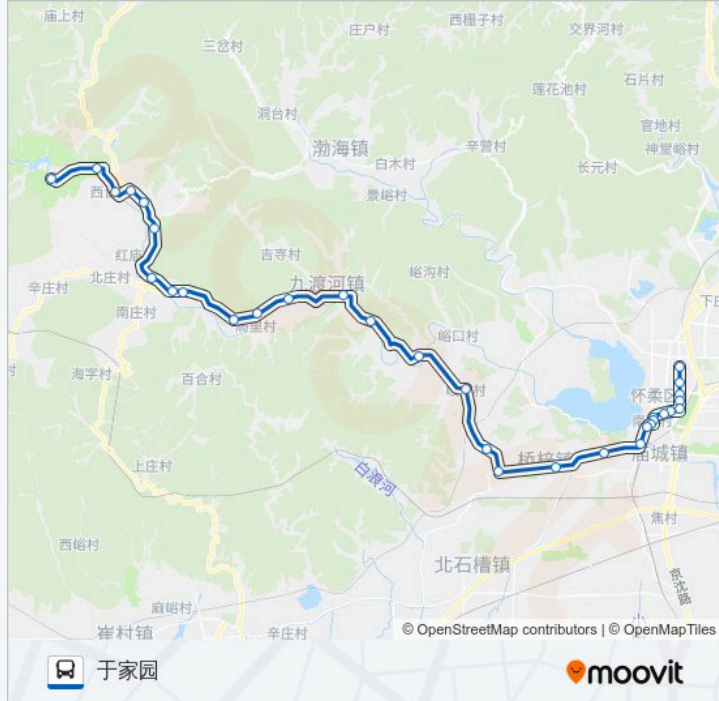 庙上村
庄户村
西栅子村
交界河村
三岔村
石片村
莲花池村
洞台村
官地村
渤海镇
辛营村
神堂峪村
白木村
长元村
西
景峪村
下
红庙
吉寺村
峪沟村
辛庄村
北庄村
九渡河镇
南庄村
局里村
峪口村
村
海字村
百合村
怀柔区
村
南
村
桥梓镇
庙城镇
上庄村
白浪河
焦村
西峪村
北石槽镇
京沈路
麻峪村
崔村镇
辛庄村
© OpenStreetMap contributors | © OpenMapTiles
于家园
moovit